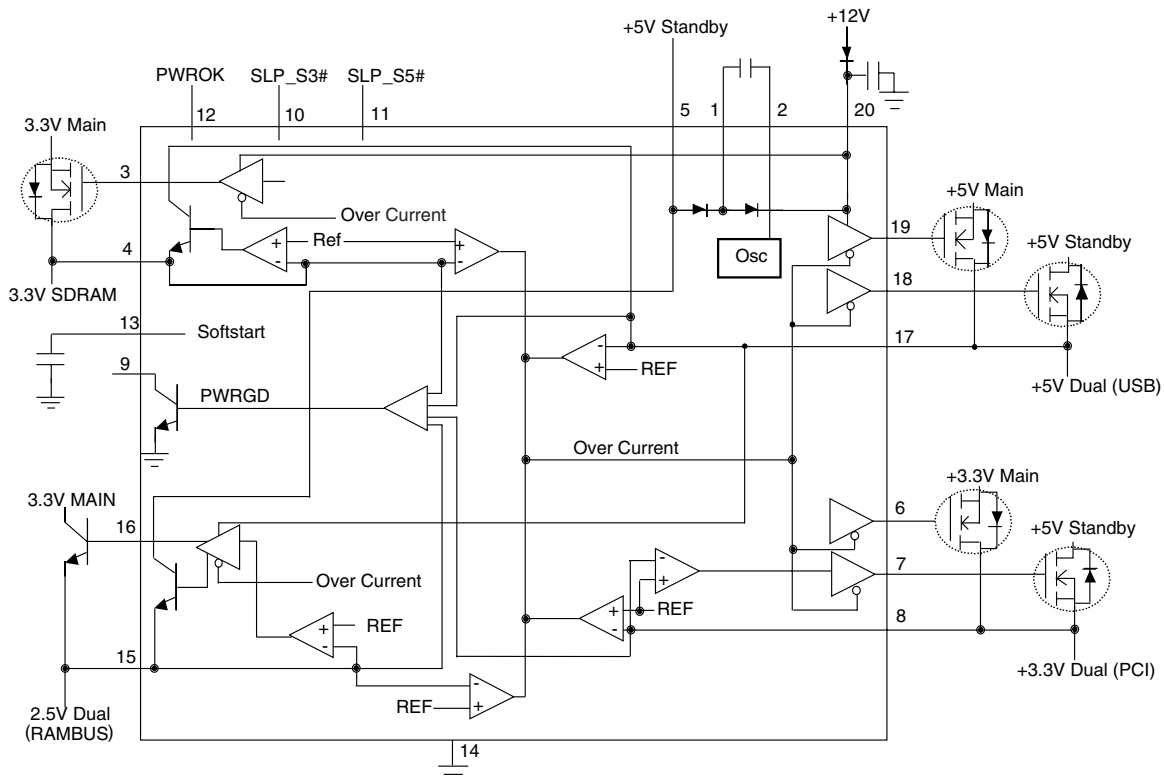 +12V
+5V Standby
PWROK
SLP_S3#
SLP_S5#
12
10
11
5
1
2
20
3.3V Main
3
+5V Main
Over Current
19
4
Ref
+
-
+
-
Osc
+5V Standby
18
3.3V SDRAM
13
Softstart
17
-
+
REF
9
PWRGD
+5V Dual (USB)
Over Current
+3.3V Main
3.3V MAIN
6
16
+5V Standby
-
+
7
Over Current
+
-
REF
8
+
-
REF
15
+3.3V Dual (PCI)
-
+
REF
2.5V Dual
(RAMBUS)
14